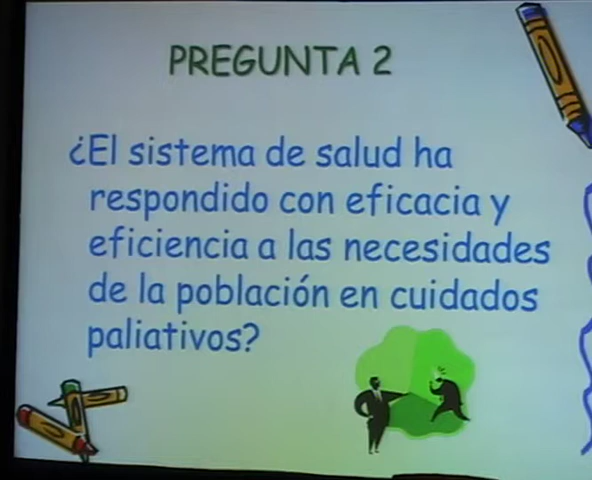 PREGUNTA 2
¿El sistema de salud ha
respondido con eficacia y
eficiencia a las necesidades
de la población en cuidados
paliativos?